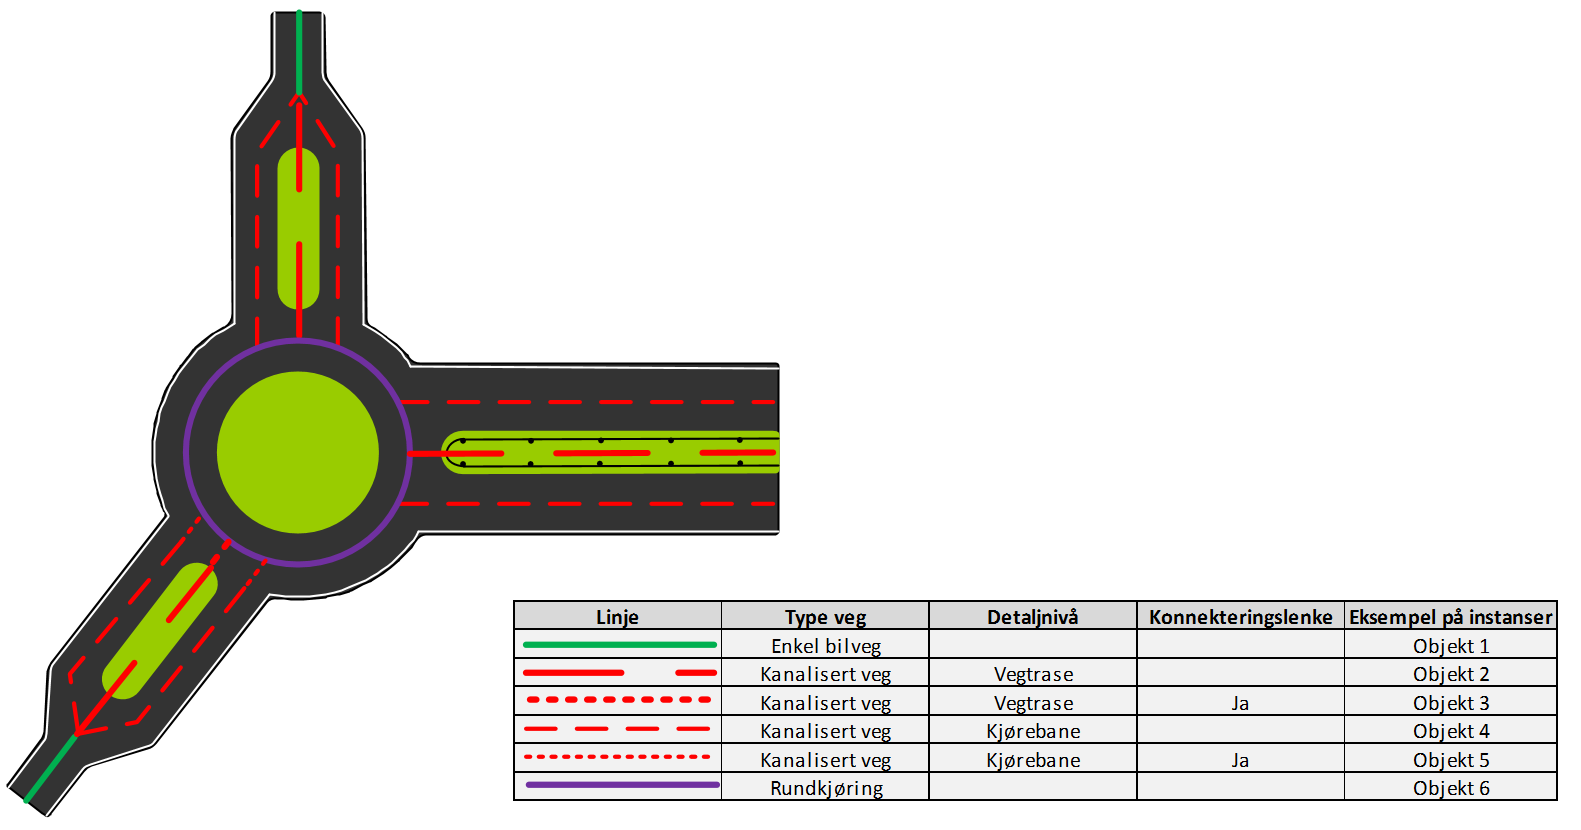 Linje Type veg Detaljnivå Konnekteringslenke Eksempel på instanser
Enkel bilveg Objekt 1
Kanalisert veg Vegtrase Objekt 2
Kanalisert veg Vegtrase Ja Objekt 3
Kanalisert veg Kjørebane Objekt 4
Kanalisert veg Kjørebane Ja Objekt 5
Rundkjøring Objekt 6